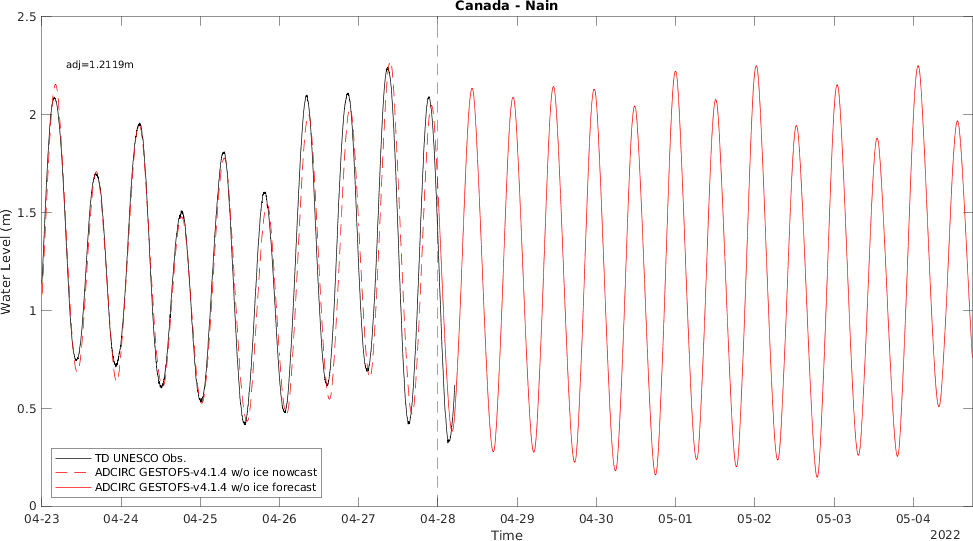 Canada - Nain
2.5
adj=1.2119m
2
1.5
Water Level (m)
1
0.5
TD UNESCO Obs.
ADCIRC GESTOFS-v4.1.4 w/o ice nowcast
ADCIRC GESTOFS-v4.1.4 w/o ice forecast
0
04-23 04-24 04-25 04-26 04-27 04-28 04-29 04-30 05-01 05-02 05-03 05-04
Time
2022